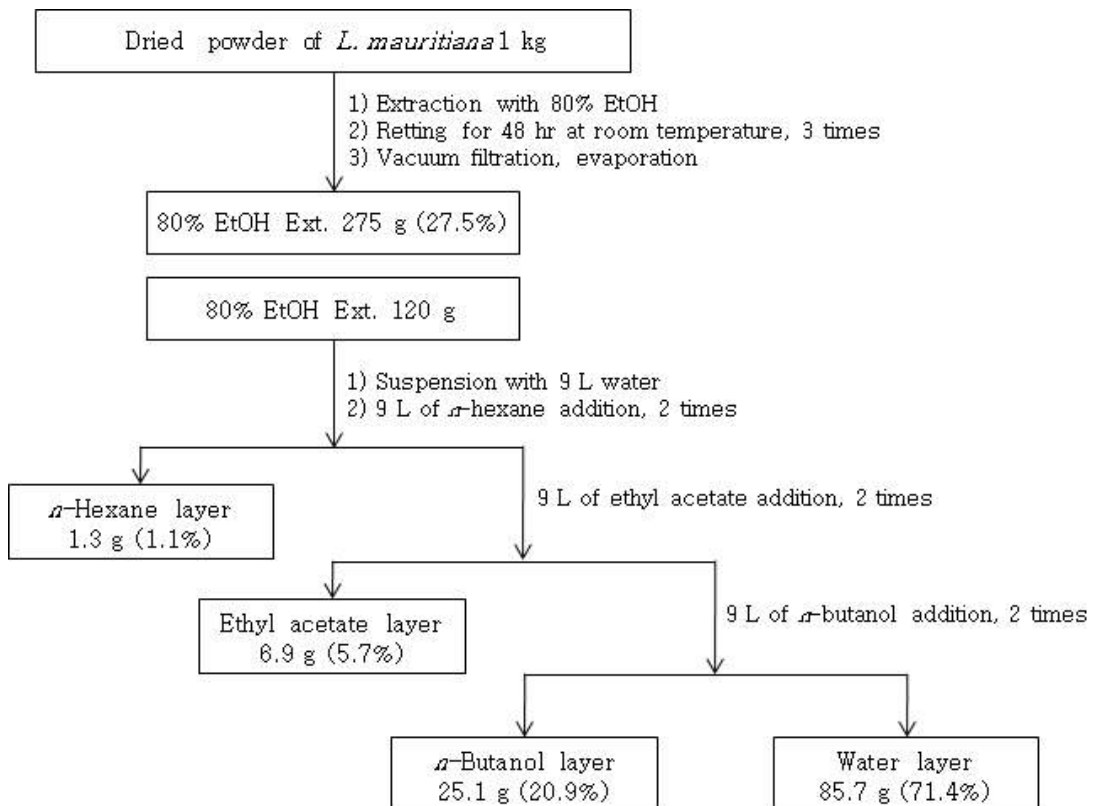 Dried powder of L. mauritiana 1 kg
1) Extraction with 80% EtOH
2) Retting for 48 hr at room temperature, 3 times
3) Vacuum filtration, evaporation
80% EtOH Ext. 275 g (27.5%)
80% EtOH Ext. 120 g
1) Suspension with 9 L water
2) 9 L of n-hexane addition, 2 times
n-Hexane layer
1.3 g (1.1%)
9 L of ethyl acetate addition, 2 times
Ethyl acetate layer
6.9 g (5.7%)
9 L of n-butanol addition, 2 times
n-Butanol layer
25.1 g (20.9%)
Water layer
85.7 g (71.4%)